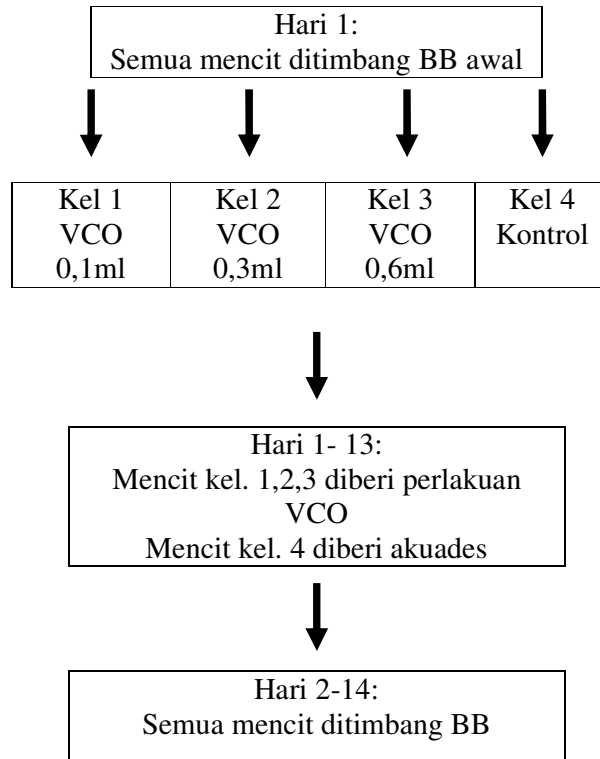 Hari 1:
Semua mencit ditimbang BB awal
Kel 1
VCO
0,1ml
Kel 2
VCO
0,3ml
Kel 3
VCO
0,6ml
Kel 4
Kontrol
Hari 1- 13:
Mencit kel. 1,2,3 diberi perlakuan
VCO
Mencit kel. 4 diberi akuades
Hari 2-14:
Semua mencit ditimbang BB